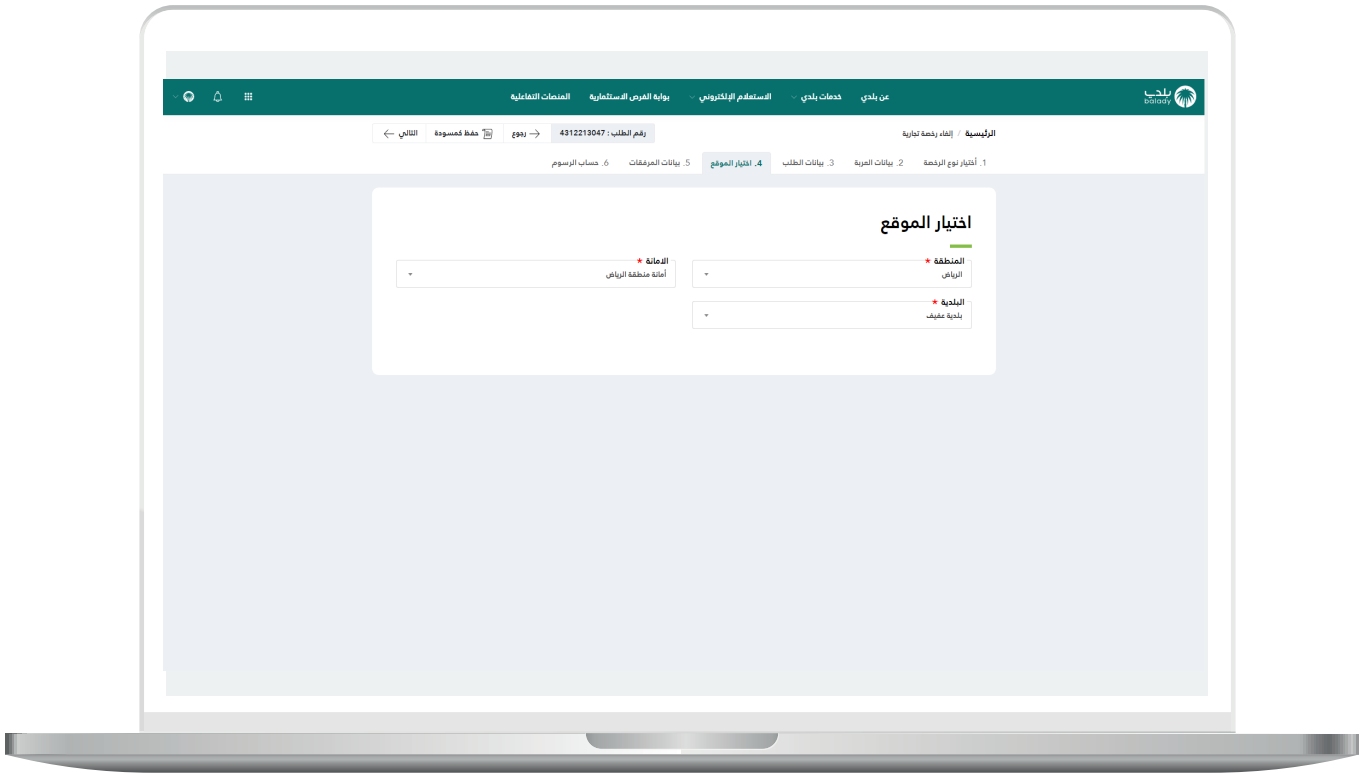 بلدي
balady
عن بلدي
خدمات بلدي
الاستعلام الإلكتروني
بوابة الفرص الاستثمارية
المنصات التفاعلية
الرئيسية / إلغاء رخصة تجارية
رقم الطلب : 4312213047
رجوع
حفظ كمسودة
التالي
1. أختيار نوع الرخصة
2. بيانات العربة
3. بيانات الطلب
4. اختيار الموقع
5. بيانات المرفقات
6. حساب الرسوم
اختيار الموقع
المنطقة *
الرياض
الامانة *
أمانة منطقة الرياض
البلدية *
بلدية عفيف